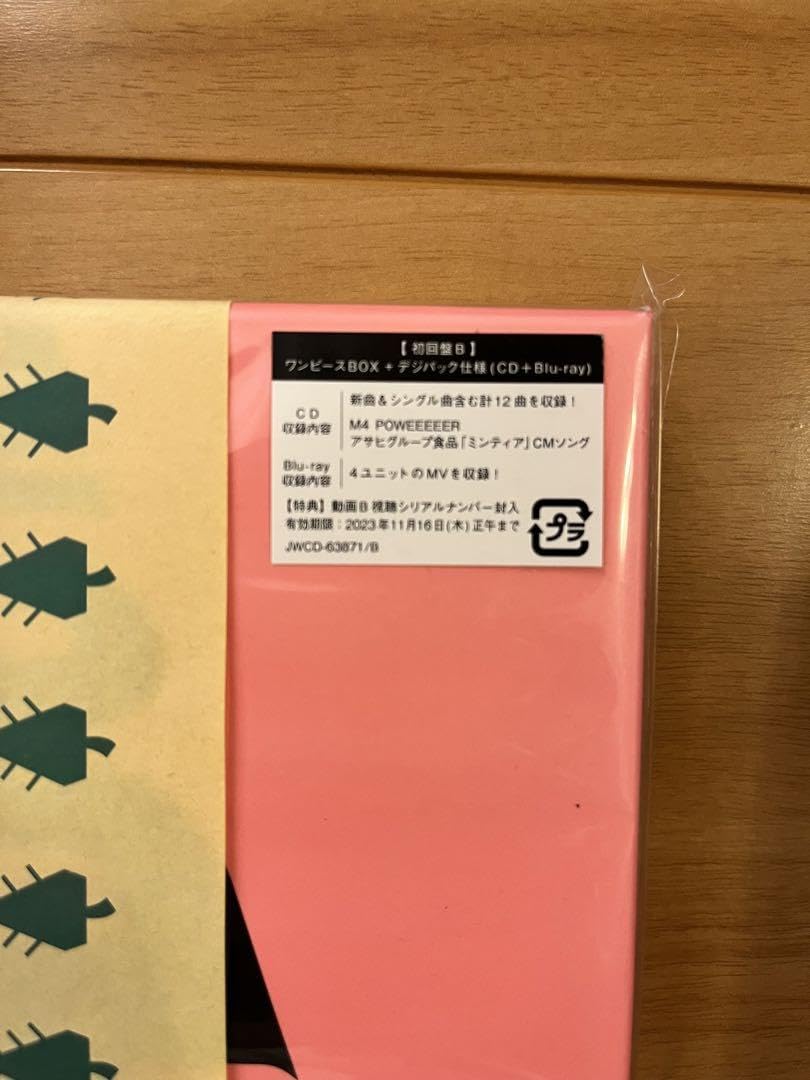 【初回盤B】
ワンピースBOX + デジパック仕様(CD+Blu-ray)
CD
収録内容
新曲&シングル曲含む計12曲を収録!
M4 POWEEEEER
アサヒグループ食品「ミンティア」CMソング
Blu-ray
収録内容
4ユニットのMVを収録!
【特典】動画B 視聴シリアルナンバー封入
有効期限:2023年11月16日(木)正午まで
プラ
JWCD-63871/B